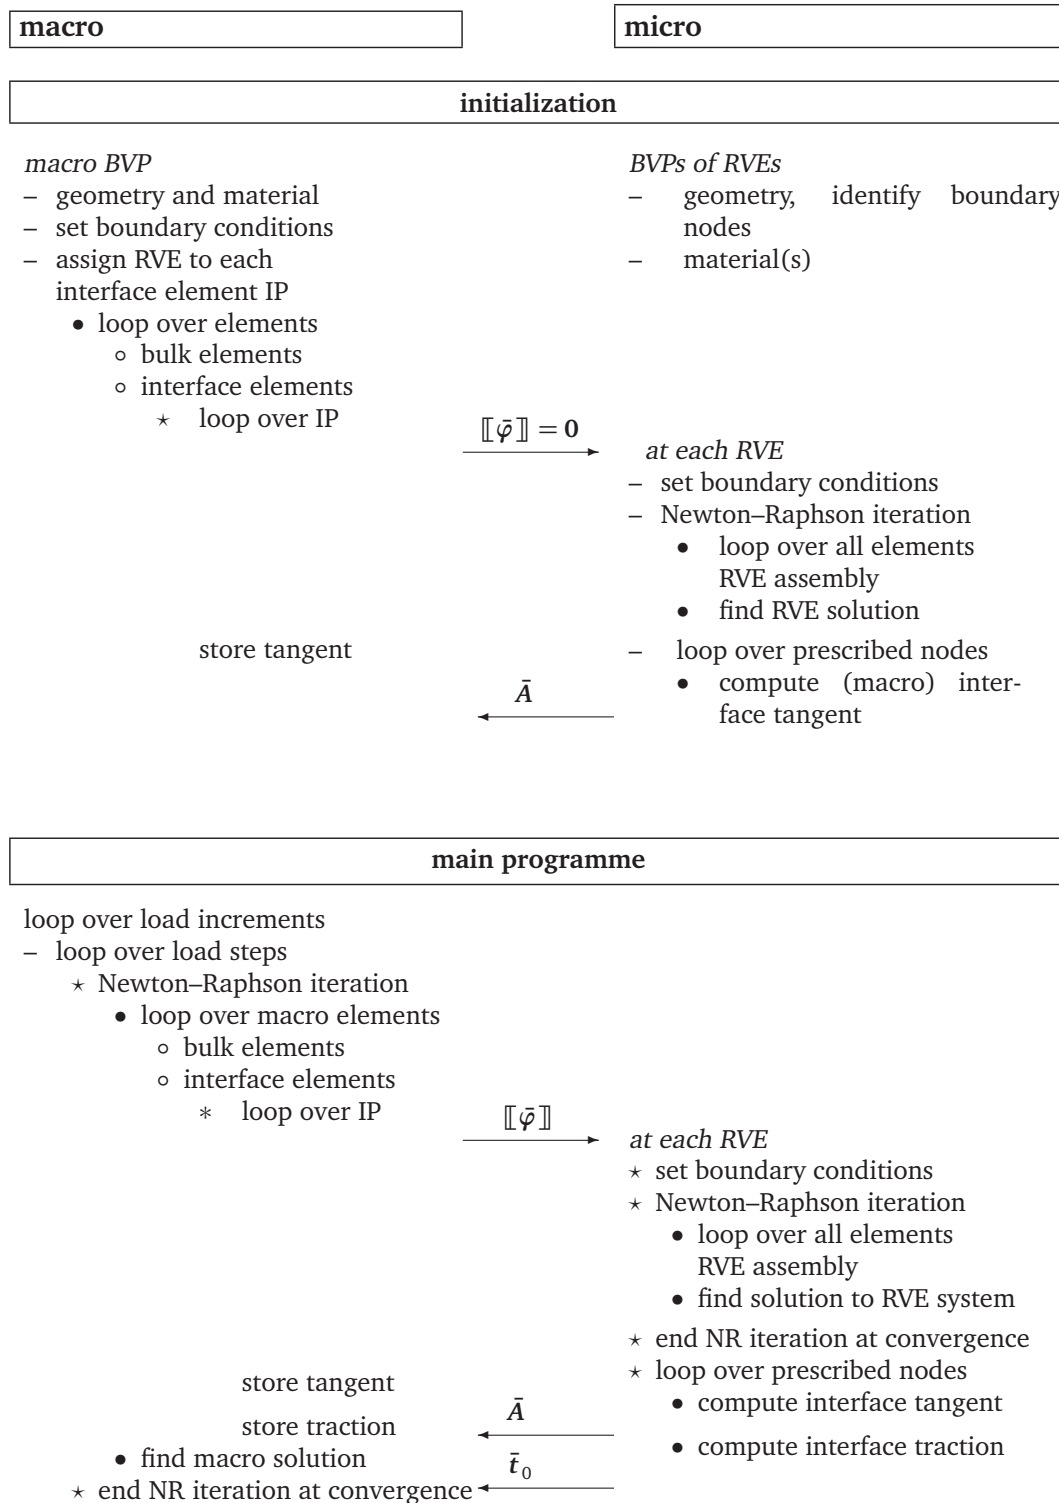 macro
micro
initialization
macro BVP
– geometry and material
– set boundary conditions
– assign RVE to each
interface element IP
• loop over elements
∘ bulk elements
∘ interface elements
⋆ loop over IP
⟦φ̄⟧ = 0
BVPs of RVEs
– geometry, identify boundary
nodes
– material(s)
at each RVE
– set boundary conditions
– Newton–Raphson iteration
• loop over all elements
RVE assembly
• find RVE solution
store tangent
– loop over prescribed nodes
• compute (macro) inter-
face tangent
Ā
main programme
loop over load increments
– loop over load steps
⋆ Newton–Raphson iteration
• loop over macro elements
∘ bulk elements
∘ interface elements
∗ loop over IP
⟦φ̄⟧
at each RVE
⋆ set boundary conditions
⋆ Newton–Raphson iteration
• loop over all elements
RVE assembly
• find solution to RVE system
⋆ end NR iteration at convergence
⋆ loop over prescribed nodes
• compute interface tangent
• compute interface traction
store tangent
Ā
store traction
t̄₀
• find macro solution
⋆ end NR iteration at convergence